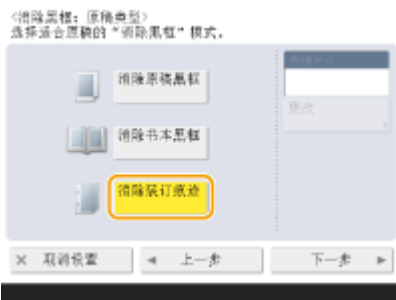 <消除黑框：原稿类型>
选择适合原稿的“消除黑框”模式。
消除原稿黑框
消除书本黑框
更改
消除装订痕迹
× 取消设置
◀ 上一步
下一步 ▶